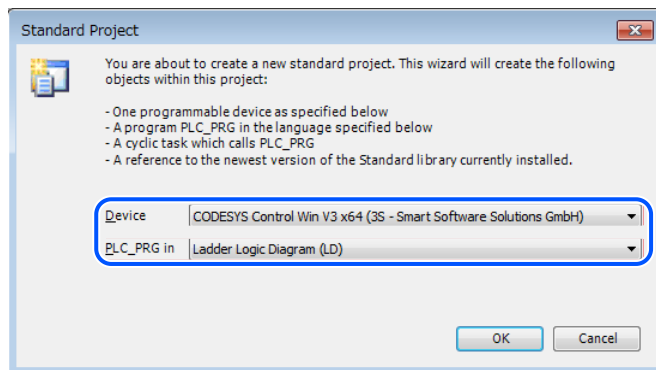 Standard Project
You are about to create a new standard project. This wizard will create the following
objects within this project:
- One programmable device as specified below
- A program PLC_PRG in the language specified below
- A cyclic task which calls PLC_PRG
- A reference to the newest version of the Standard library currently installed.
Device CODESYS Control Win V3 x64 (3S - Smart Software Solutions GmbH)
PLC_PRG in Ladder Logic Diagram (LD)
OK Cancel